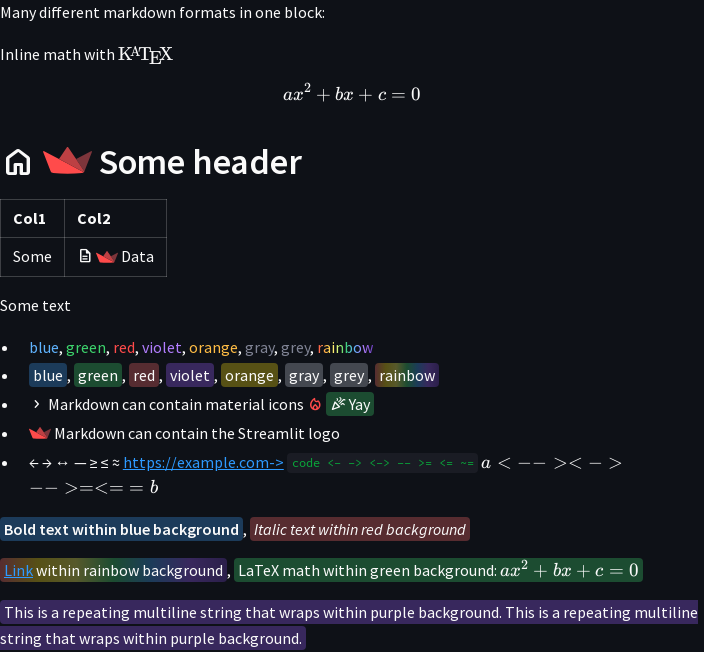 Many different markdown formats in one block:
Inline math with KATEX
ax² + bx + c = 0
Some header
Col1 Col2
Some Data
Some text
blue, green, red, violet, orange, gray, grey, rainbow
blue, green, red, violet, orange, gray, grey, rainbow
Markdown can contain material icons Yay
Markdown can contain the Streamlit logo
← → ↔ — ≥ ≤ ≈ https://example.com-> code <- -> <-> -- >= <= ~= a < −− >< − >
−− >=<= = b
Bold text within blue background, Italic text within red background
Link within rainbow background, LaTeX math within green background: ax² + bx + c = 0
This is a repeating multiline string that wraps within purple background. This is a repeating multiline
string that wraps within purple background.